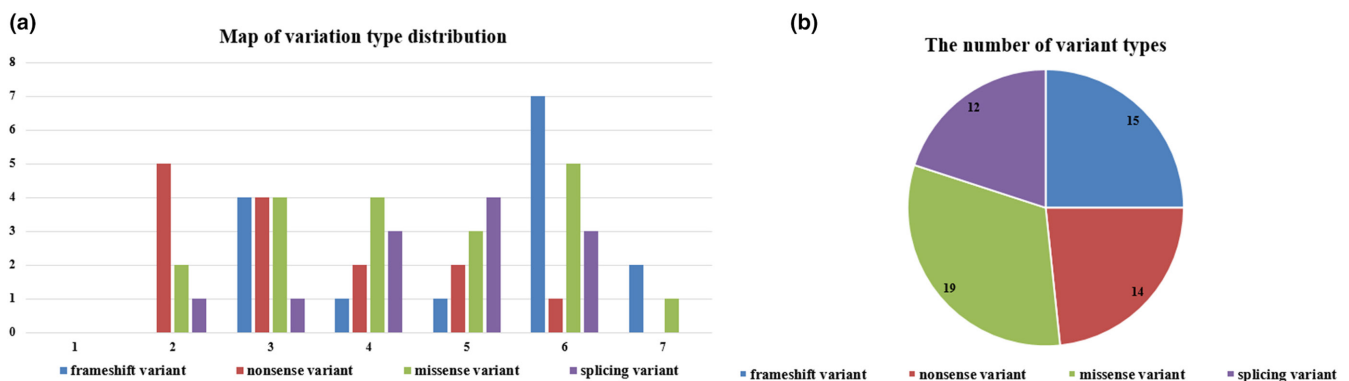 (a)
Map of variation type distribution
8
7
6
5
4
3
2
1
0
1 2 3 4 5 6 7
frameshift variant nonsense variant missense variant splicing variant
(b)
The number of variant types
12 15
19 14
frameshift variant nonsense variant missense variant splicing variant